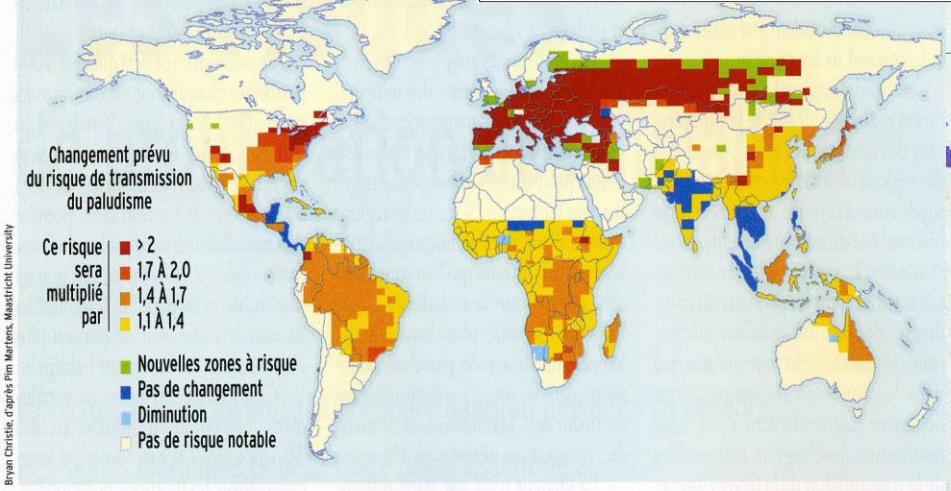 Changement prévu
du risque de transmission
du paludisme
Ce risque
sera
multiplié
par
> 2
1,7 À 2,0
1,4 À 1,7
1,1 À 1,4
Nouvelles zones à risque
Pas de changement
Diminution
Pas de risque notable
Bryan Christie, d'après Pim Martens, Maastricht University